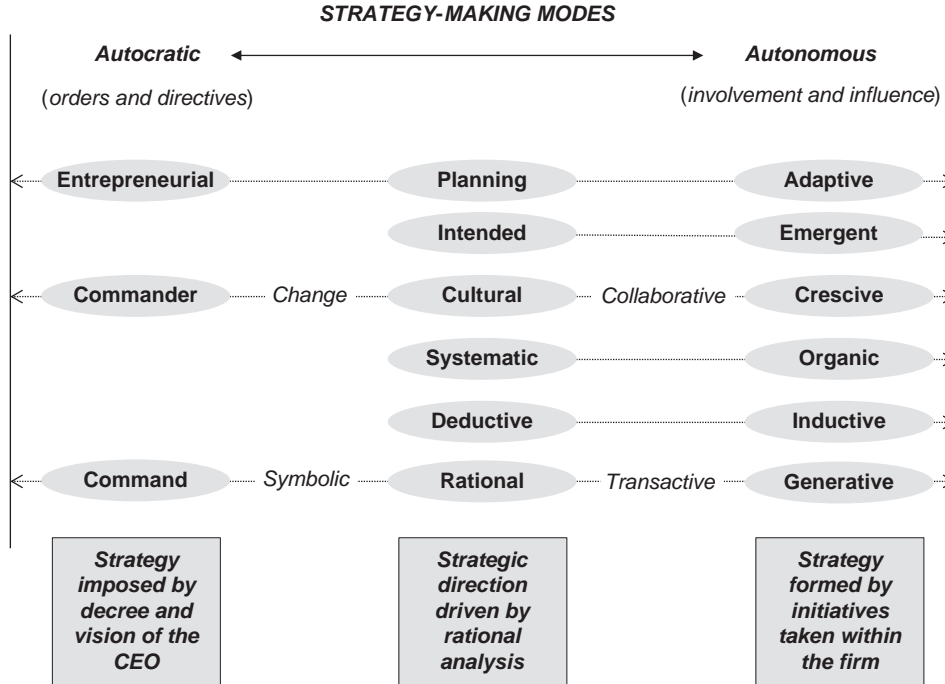 STRATEGY-MAKING MODES
Autocratic Autonomous
(orders and directives) (involvement and influence)
Entrepreneurial Planning Adaptive
Intended Emergent
Commander Change Cultural Collaborative Crescive
Systematic Organic
Deductive Inductive
Command Symbolic Rational Transactive Generative
Strategy
imposed by
decree and
vision of the
CEO
Strategic
direction
driven by
rational
analysis
Strategy
formed by
initiatives
taken within
the firm